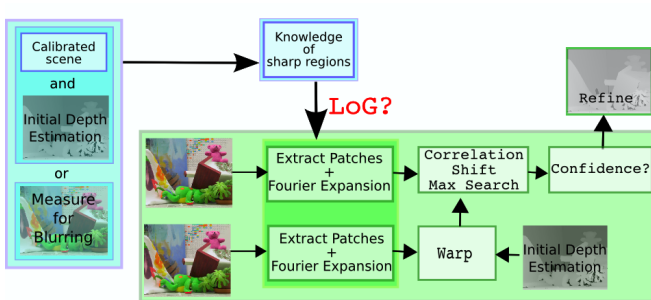 Calibrated
scene
and
Initial Depth
Estimation
or
Measure
for
Blurring
Knowledge
of
sharp regions
LoG?
Extract Patches
+
Fourier Expansion
Correlation
Shift
Max Search
Confidence?
Refine
Extract Patches
+
Fourier Expansion
Warp
Initial Depth
Estimation